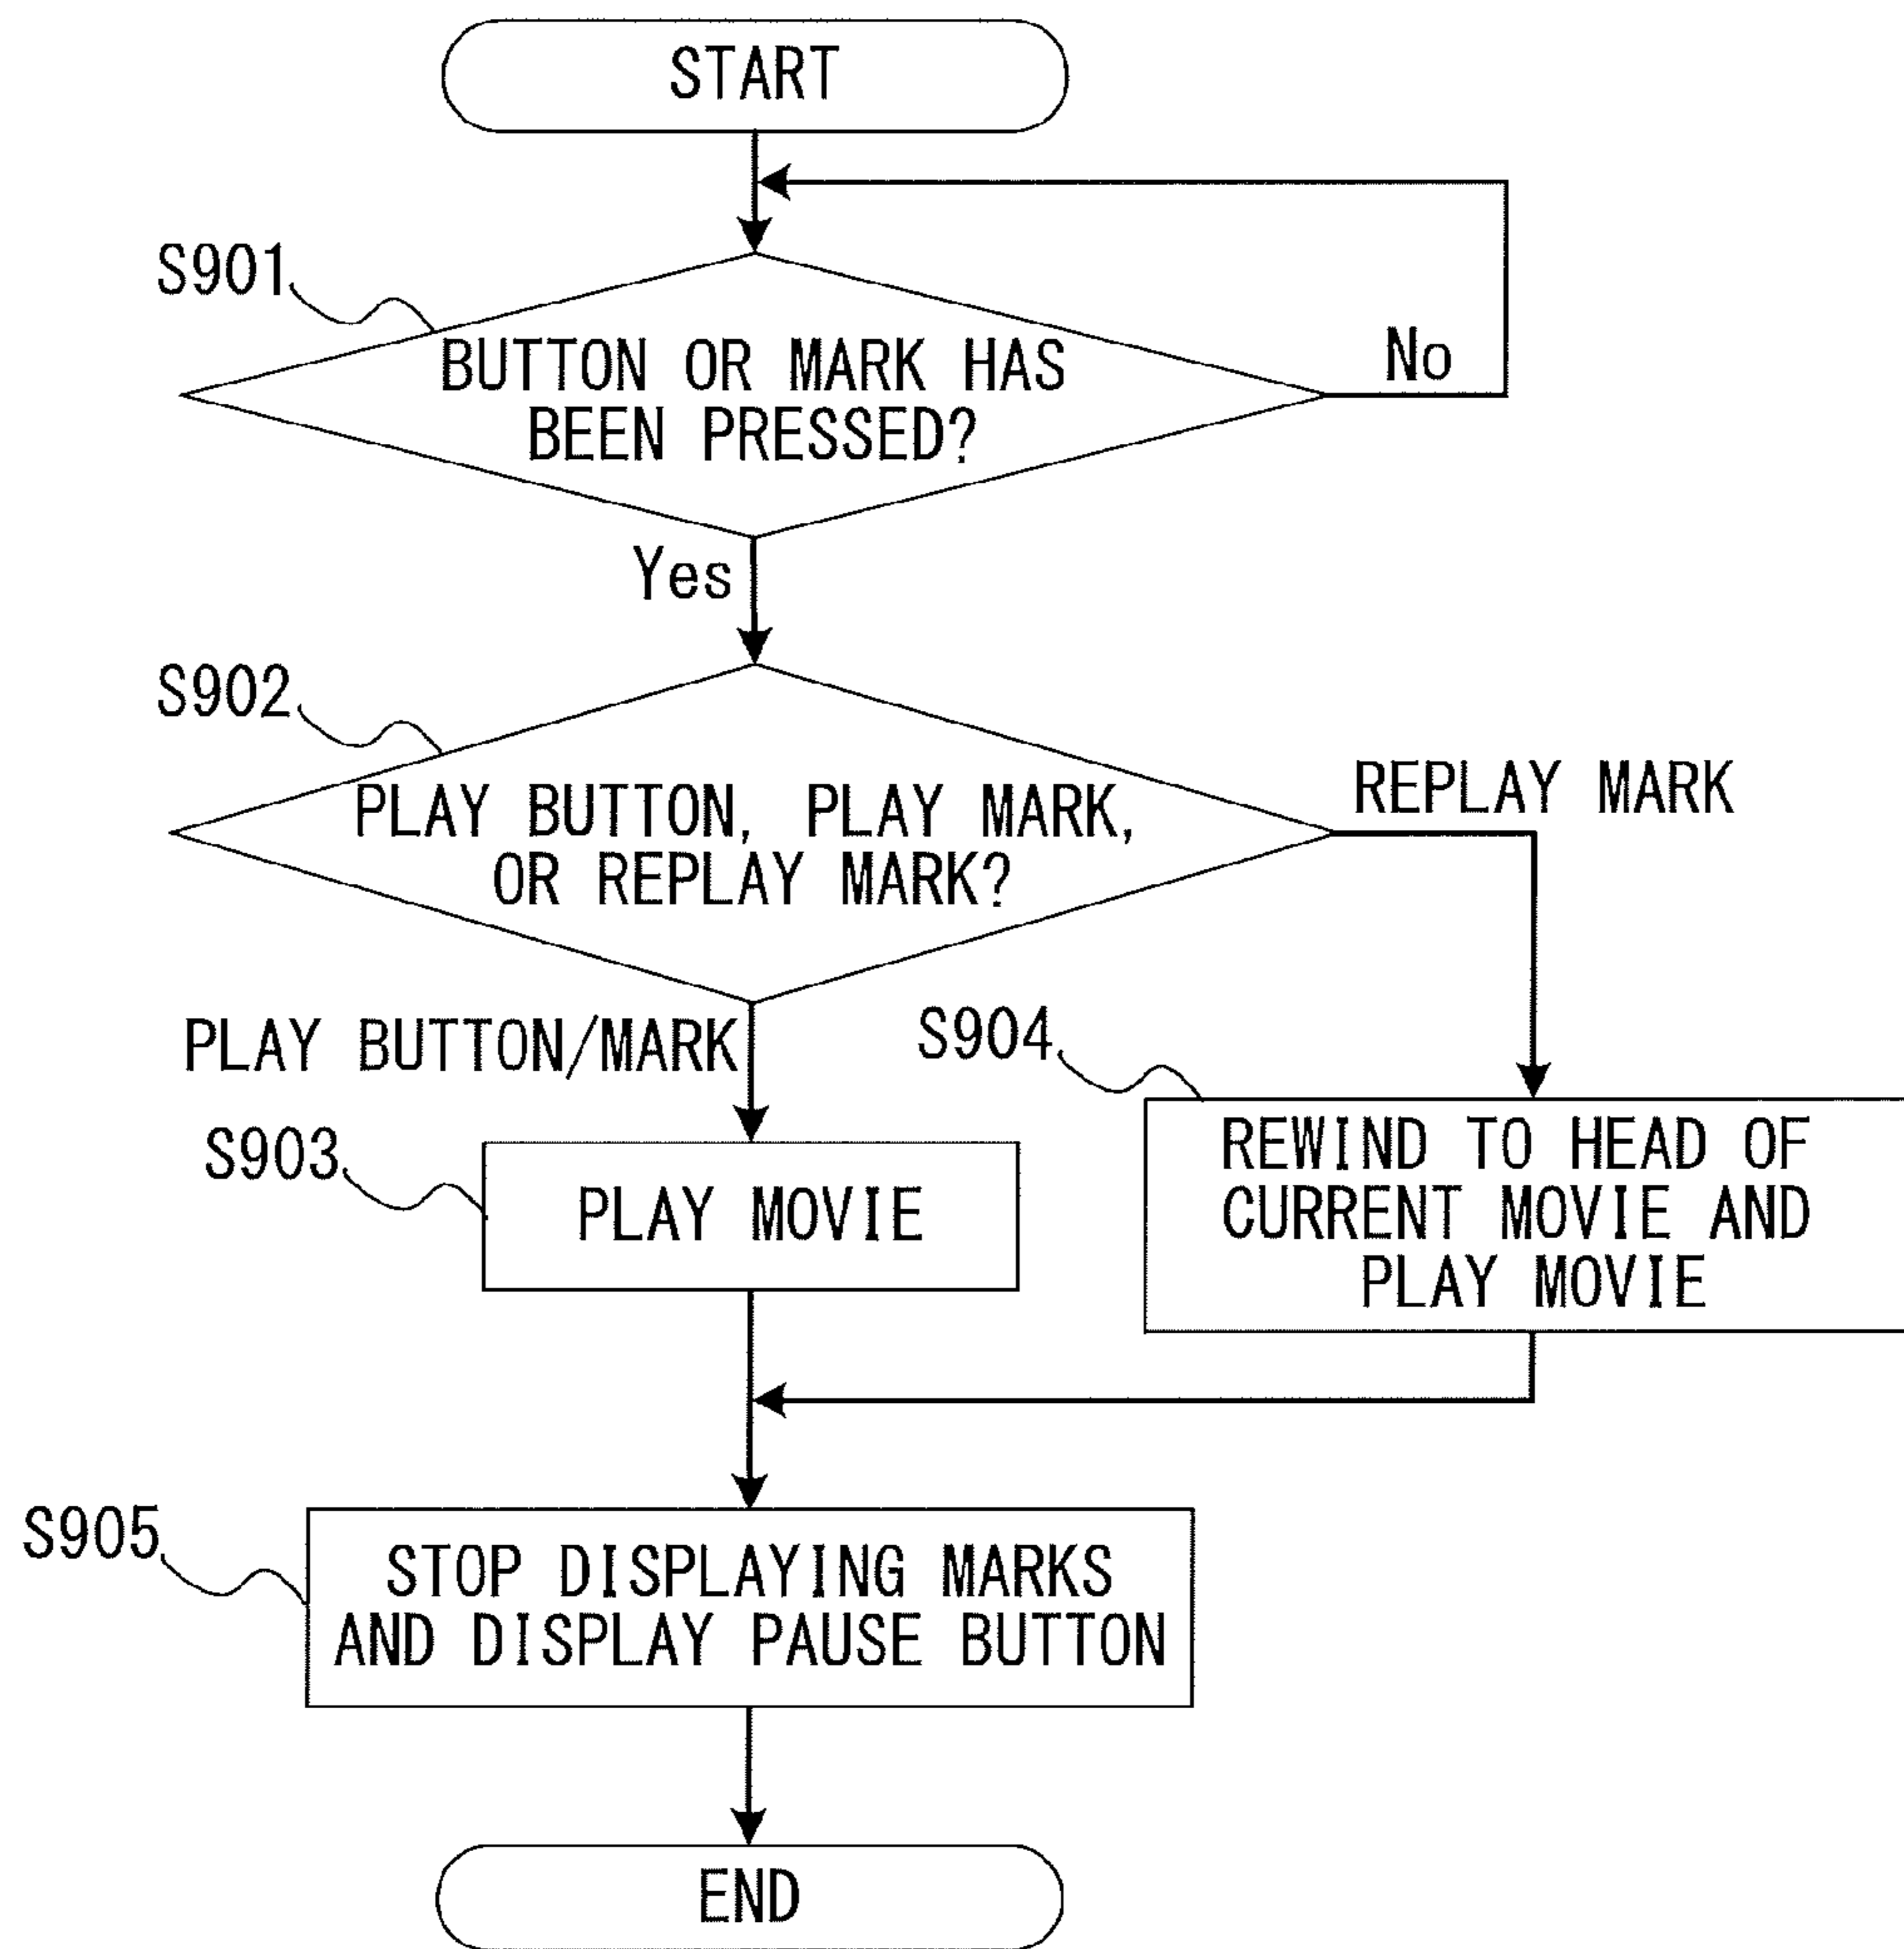 START
S901
BUTTON OR MARK HAS
BEEN PRESSED?
No
Yes
S902
PLAY BUTTON, PLAY MARK,
OR REPLAY MARK?
REPLAY MARK
PLAY BUTTON/MARK
S903
PLAY MOVIE
S904
REWIND TO HEAD OF
CURRENT MOVIE AND
PLAY MOVIE
S905
STOP DISPLAYING MARKS
AND DISPLAY PAUSE BUTTON
END